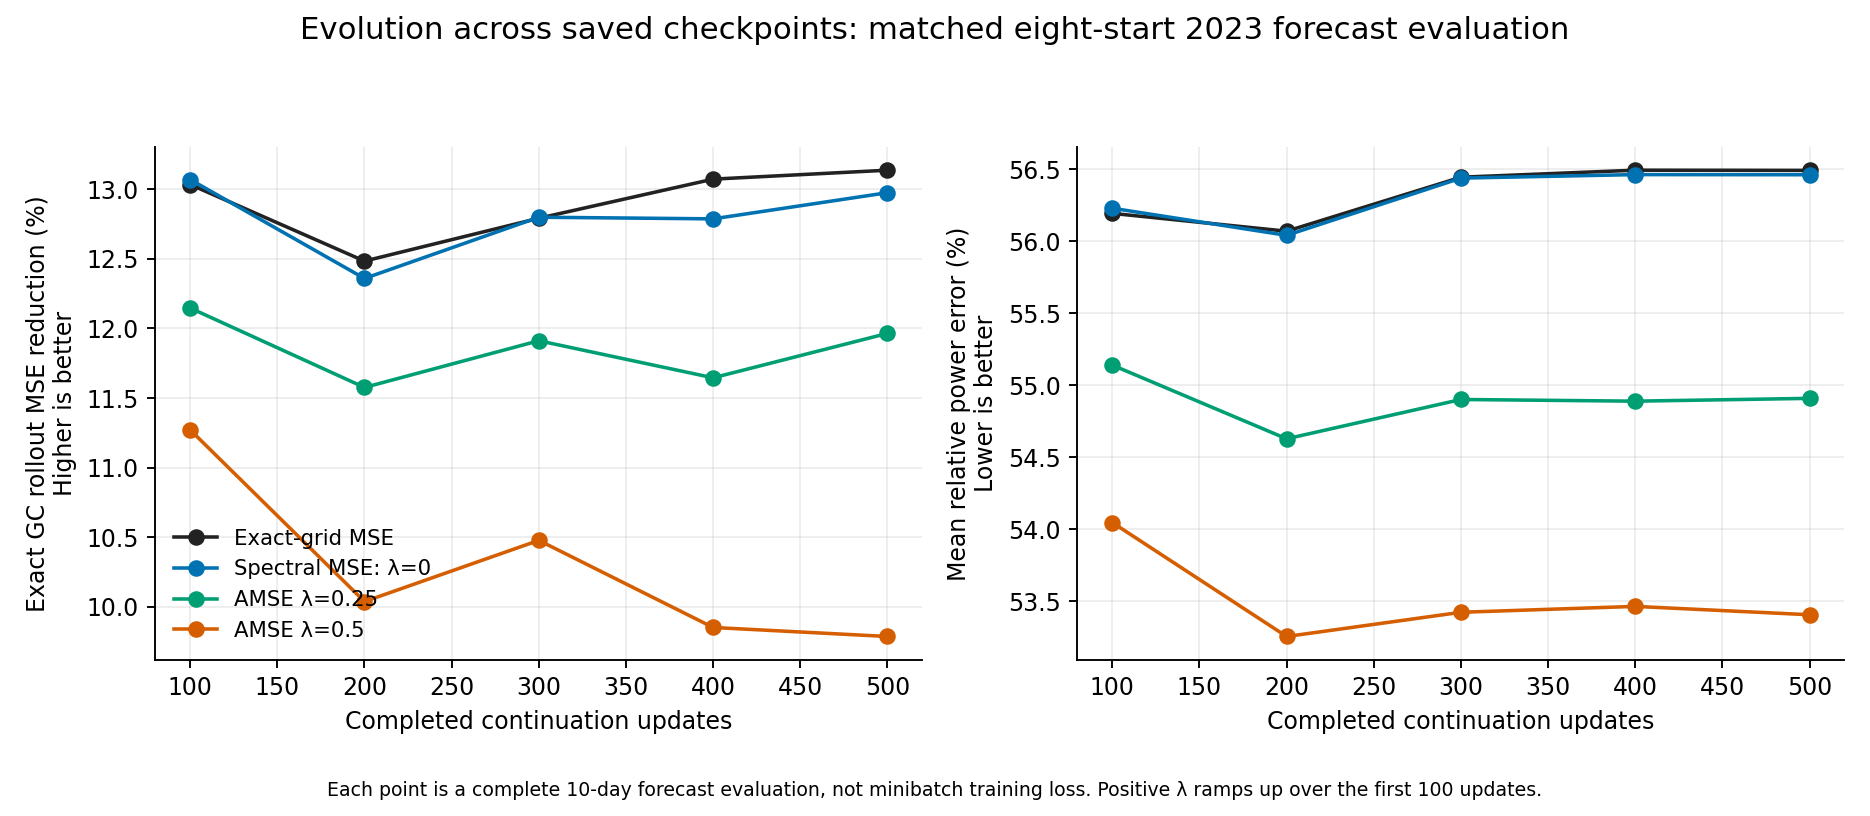 Evolution across saved checkpoints: matched eight-start 2023 forecast evaluation
Exact GC rollout MSE reduction (%)
Higher is better
13.0
12.5
12.0
11.5
11.0
10.5
10.0
Exact-grid MSE
Spectral MSE: λ=0
AMSE λ=0.25
AMSE λ=0.5
100 150 200 250 300 350 400 450 500
Completed continuation updates
Mean relative power error (%)
Lower is better
56.5
56.0
55.5
55.0
54.5
54.0
53.5
100 150 200 250 300 350 400 450 500
Completed continuation updates
Each point is a complete 10-day forecast evaluation, not minibatch training loss. Positive λ ramps up over the first 100 updates.